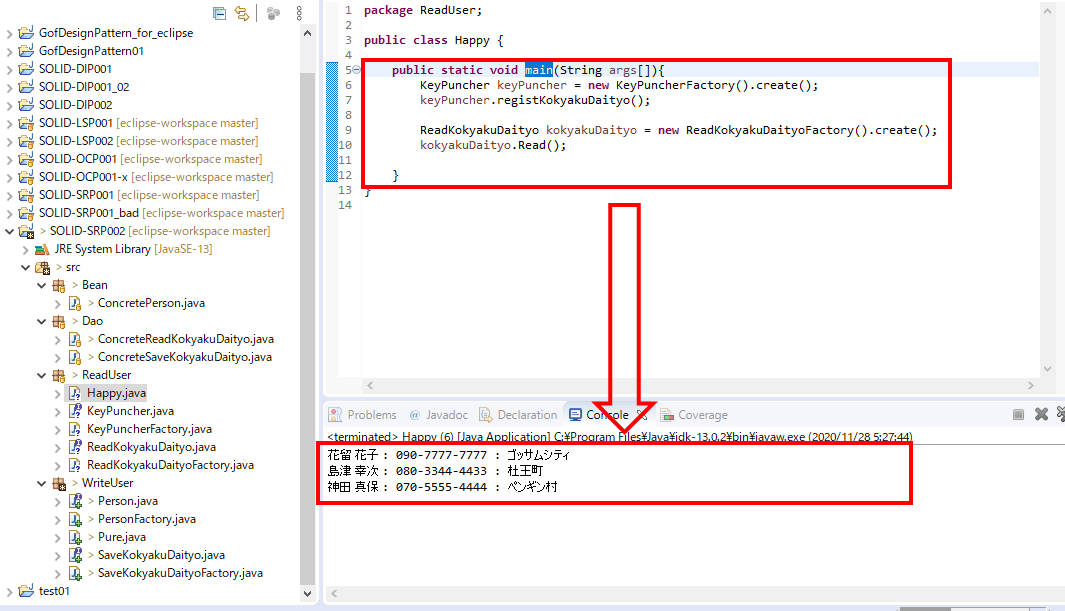 GofDesignPattern_for_eclipse
GofDesignPattern01
SOLID-DIP001
SOLID-DIP001_02
SOLID-DIP002
SOLID-LSP001 [eclipse-workspace master]
SOLID-LSP002 [eclipse-workspace master]
SOLID-OCP001 [eclipse-workspace master]
SOLID-OCP001-x [eclipse-workspace master]
SOLID-SRP001 [eclipse-workspace master]
SOLID-SRP001_bad [eclipse-workspace master]
> SOLID-SRP002 [eclipse-workspace master]
JRE System Library [JavaSE-13]
> src
> Bean
> ConcretePerson.java
> Dao
> ConcreteReadKokyakuDaityo.java
> ConcreteSaveKokyakuDaityo.java
> ReadUser
> Happy.java
> KeyPuncher.java
> KeyPuncherFactory.java
> ReadKokyakuDaityo.java
> ReadKokyakuDaityoFactory.java
> WriteUser
> Person.java
> PersonFactory.java
> Pure.java
> SaveKokyakuDaityo.java
> SaveKokyakuDaityoFactory.java
test01
1 package ReadUser;
2
3 public class Happy {
4
5 public static void main(String args[]){
6 KeyPuncher keyPuncher = new KeyPuncherFactory().create();
7 keyPuncher.registKokyakuDaityo();
8
9 ReadKokyakuDaityo kokyakuDaityo = new ReadKokyakuDaityoFactory().create();
10 kokyakuDaityo.Read();
11
12 }
13 }
14
Problems @ Javadoc Declaration Console Coverage
<terminated> Happy (6) [Java Application] C:¥Program Files¥Java¥jdk-13.0.2¥bin¥javaw.exe (2020/11/28 5:27:44)
花留 花子 : 090-7777-7777 : ゴッサムシティ
島津 幸次 : 080-3344-4433 : 杜王町
神田 真保 : 070-5555-4444 : ペンギン村